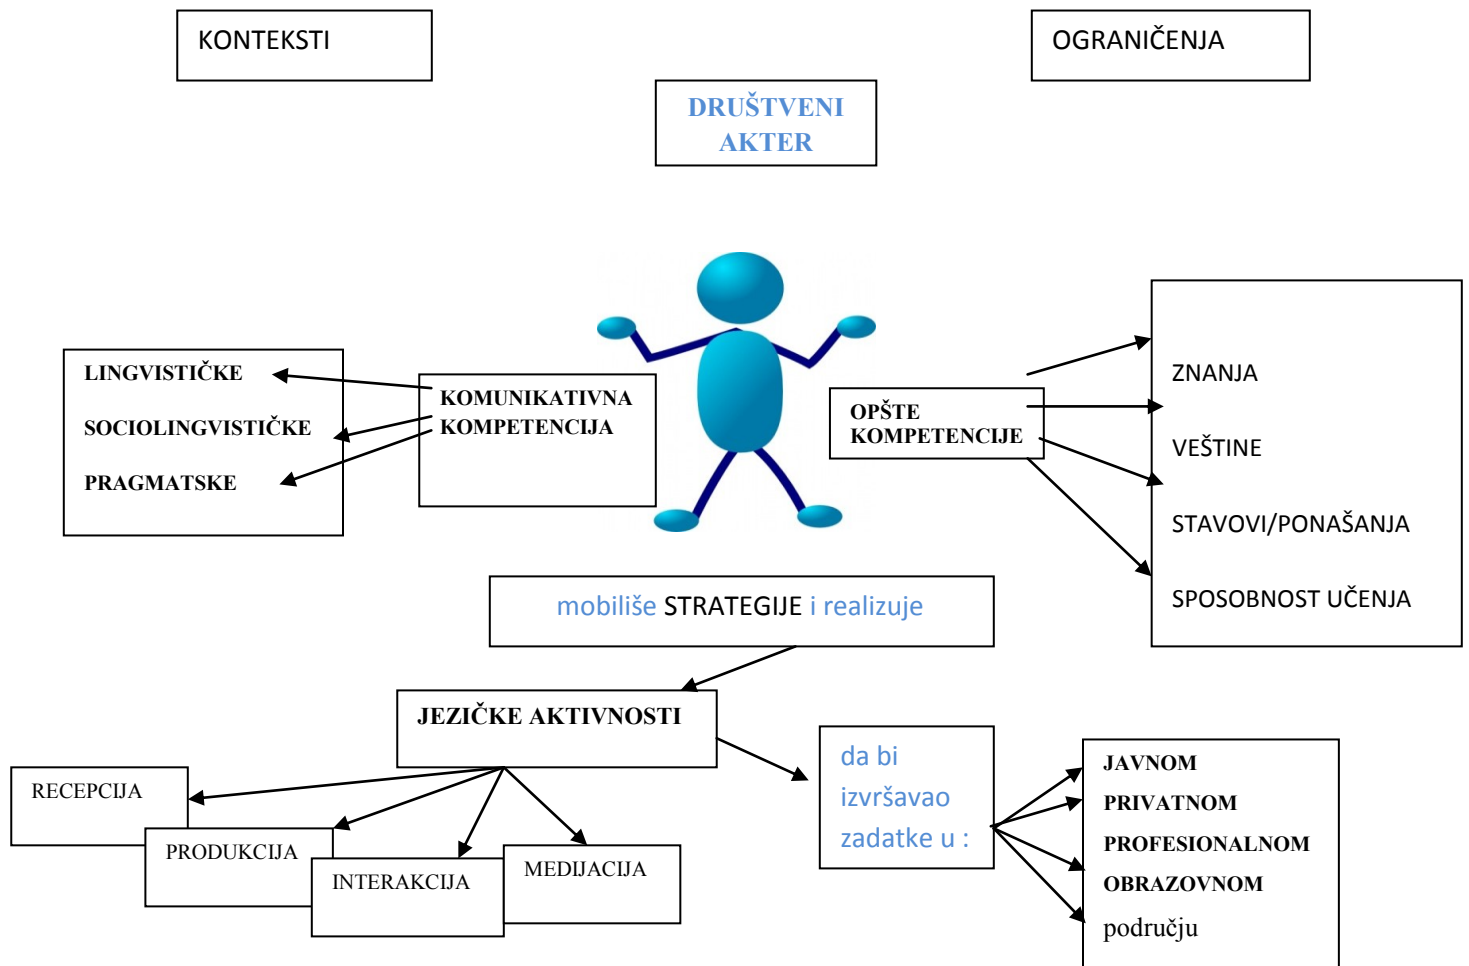 KONTEKSTI
OGRANIČENJA
DRUŠTVENI
AKTER
LINGVISTIČKE
SOCIOLINGVISTIČKE
PRAGMATSKE
KOMUNIKATIVNA
KOMPETENCIJA
OPŠTE
KOMPETENCIJE
ZNANJA
VEŠTINE
STAVOVI/PONAŠANJA
SPOSOBNOST UČENJA
mobiliše STRATEGIJE i realizuje
JEZIČKE AKTIVNOSTI
RECEPCIJA
PRODUKCIJA
INTERAKCIJA
MEDIJACIJA
da bi
izvršavao
zadatke u :
JAVNOM
PRIVATNOM
PROFESIONALNOM
OBRAZOVNOM
području